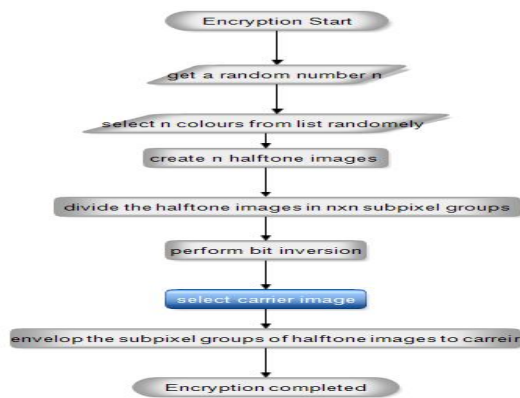 Encryption Start
get a random number n
select n colours from list randomely
create n halftone images
divide the halftone images in nxn subpixel groups
perform bit inversion
select carrier image
envelop the subpixel groups of halftone images to carrein
Encryption completed